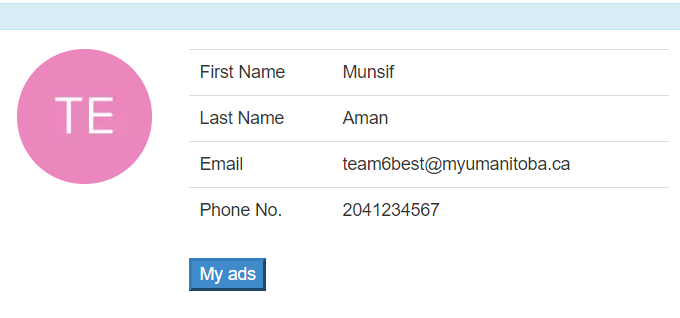 TE
First Name Munsif
Last Name Aman
Email team6best@myumanitoba.ca
Phone No. 2041234567
My ads